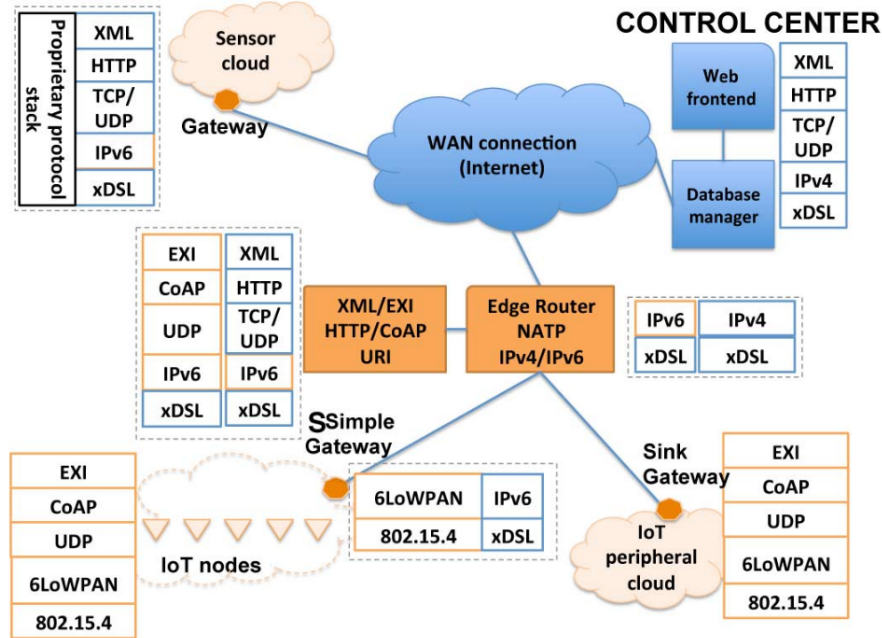 CONTROL CENTER
Proprietary protocol
stack
XML
HTTP
TCP/
UDP
IPv6
xDSL
Sensor
cloud
Gateway
WAN connection
(Internet)
Web
frontend
Database
manager
XML
HTTP
TCP/
UDP
IPv4
xDSL
EXI
CoAP
UDP
IPv6
xDSL
XML
HTTP
TCP/
UDP
IPv6
xDSL
XML/EXI
HTTP/CoAP
URI
Edge Router
NATP
IPv4/IPv6
IPv6
IPv4
xDSL
xDSL
SSimple
Gateway
Sink
Gateway
EXI
CoAP
UDP
6LoWPAN
802.15.4
IoT nodes
6LoWPAN
IPv6
802.15.4
xDSL
IoT
peripheral
cloud
EXI
CoAP
UDP
6LoWPAN
802.15.4